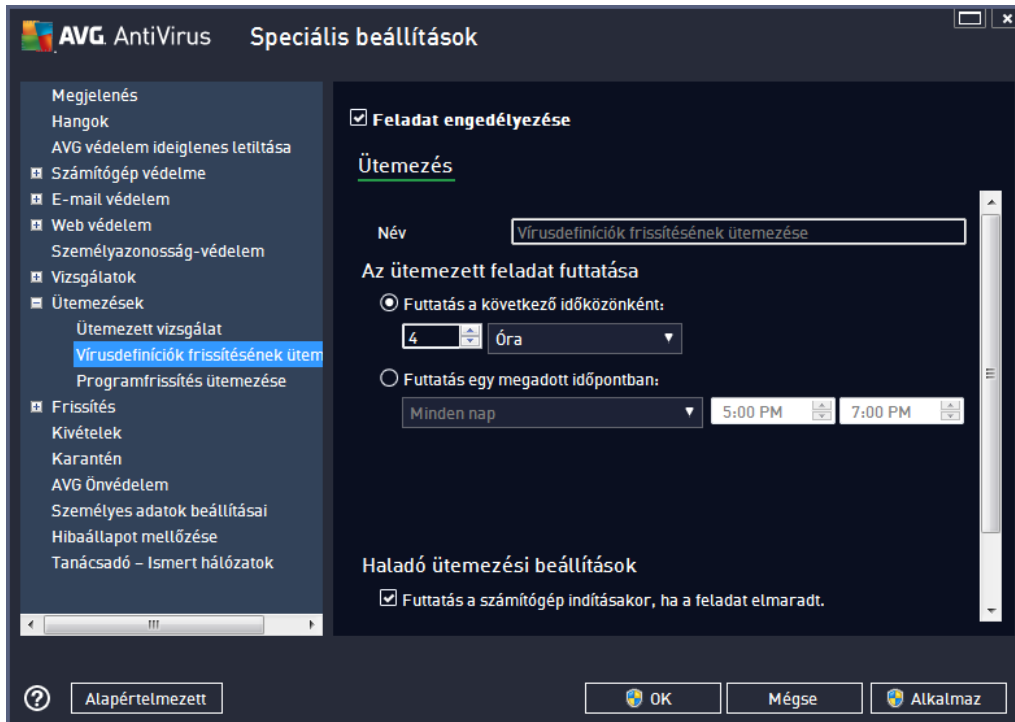 AVG AntiVirus Speciális beállítások
Megjelenés
Hangok
AVG védelem ideiglenes letiltása
Számítógép védelme
E-mail védelem
Web védelem
Személyazonosság-védelem
Vizsgálatok
Ütemezések
Ütemezett vizsgálat
Vírusdefiníciók frissítésének ütem
Programfrissítés ütemezése
Frissítés
Kivételek
Karantén
AVG Önvédelem
Személyes adatok beállításai
Hibaállapot mellőzése
Tanácsadó – Ismert hálózatok
Feladat engedélyezése
Ütemezés
Név Vírusdefiníciók frissítésének ütemezése
Az ütemezett feladat futtatása
Futtatás a következő időközönként:
4 Óra
Futtatás egy megadott időpontban:
Minden nap 5:00 PM 7:00 PM
Haladó ütemezési beállítások
Futtatás a számítógép indításakor, ha a feladat elmaradt.
? Alapértelmezett OK Mégse Alkalmaz